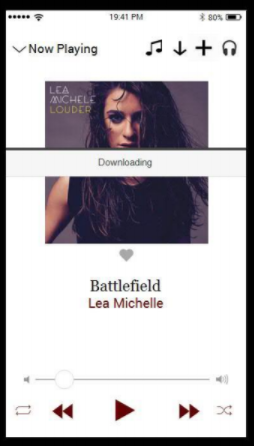 19:41 PM
80%
Now Playing
LEA
MICHELE
LOUDER
Downloading
Battlefield
Lea Michelle